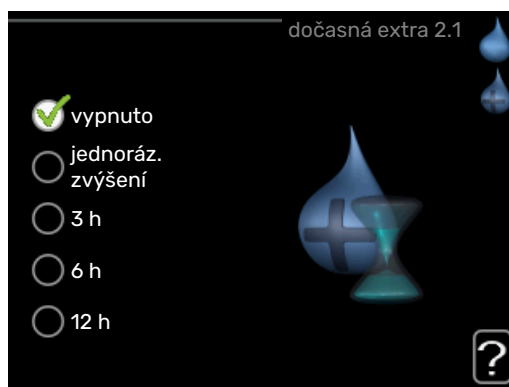 dočasná extra 2.1
vypnuto
jednoráz.
zvýšení
3 h
6 h
12 h
?